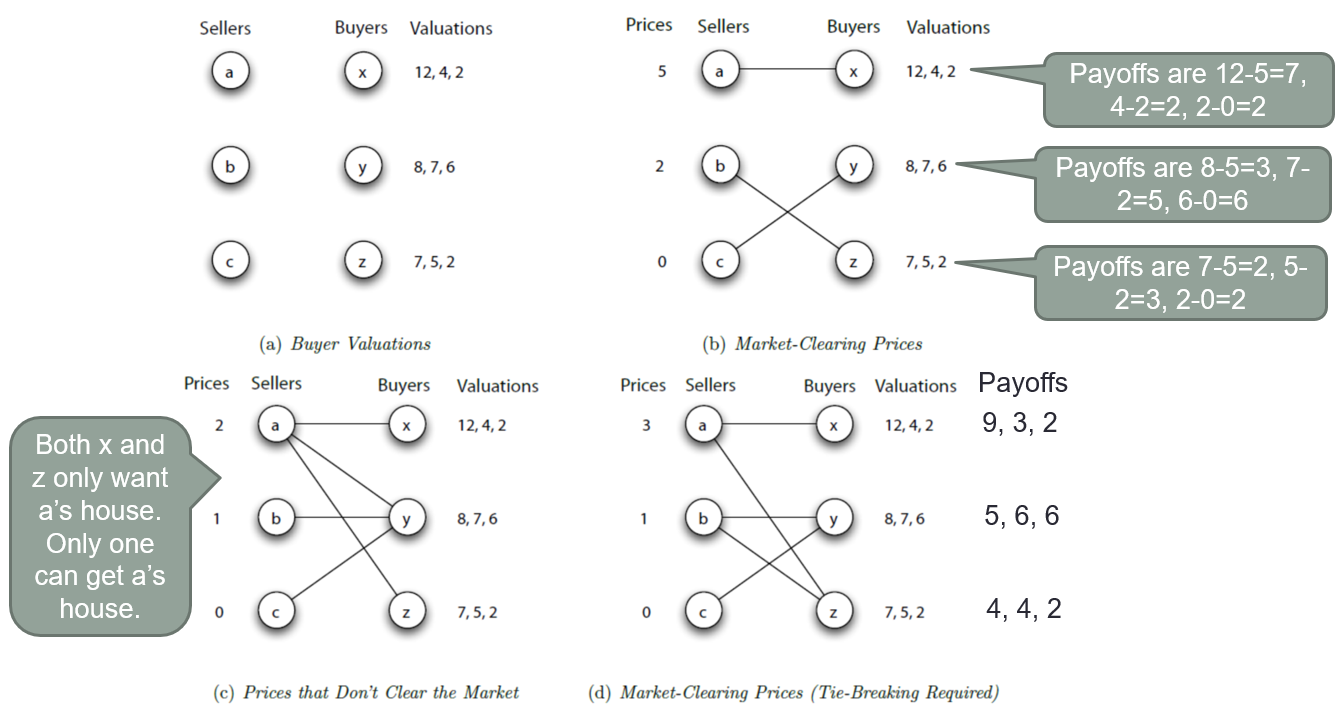 Sellers Buyers Valuations
a x 12, 4, 2
b y 8, 7, 6
c z 7, 5, 2
(a) Buyer Valuations
Prices Sellers Buyers Valuations
5 a x 12, 4, 2
2 b y 8, 7, 6
0 c z 7, 5, 2
Payoffs are 12-5=7,
4-2=2, 2-0=2
Payoffs are 8-5=3, 7-
2=5, 6-0=6
Payoffs are 7-5=2, 5-
2=3, 2-0=2
(b) Market-Clearing Prices
Both x and
z only want
a’s house.
Only one
can get a’s
house.
Prices Sellers Buyers Valuations
2 a x 12, 4, 2
1 b y 8, 7, 6
0 c z 7, 5, 2
(c) Prices that Don’t Clear the Market
Prices Sellers Buyers Valuations Payoffs
3 a x 12, 4, 2 9, 3, 2
1 b y 8, 7, 6 5, 6, 6
0 c z 7, 5, 2 4, 4, 2
(d) Market-Clearing Prices (Tie-Breaking Required)